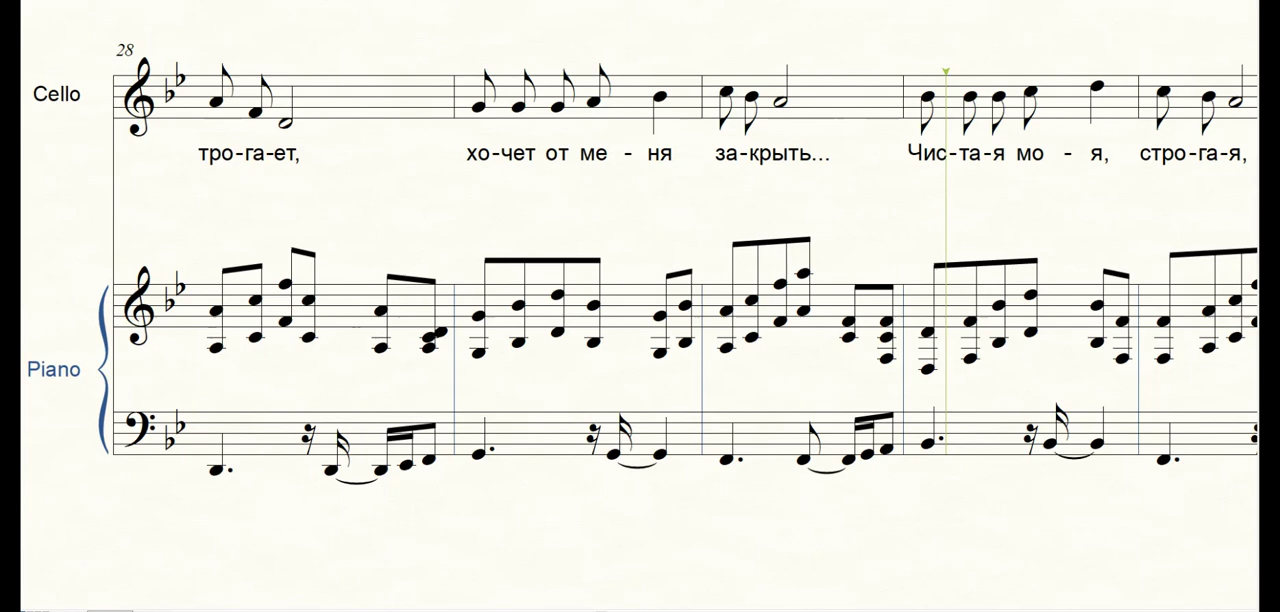 28
Cello
тро-га-ет, хо-чет от ме - ня за-крыть... Чис-та-я мо - я, стро-га-я,
Piano